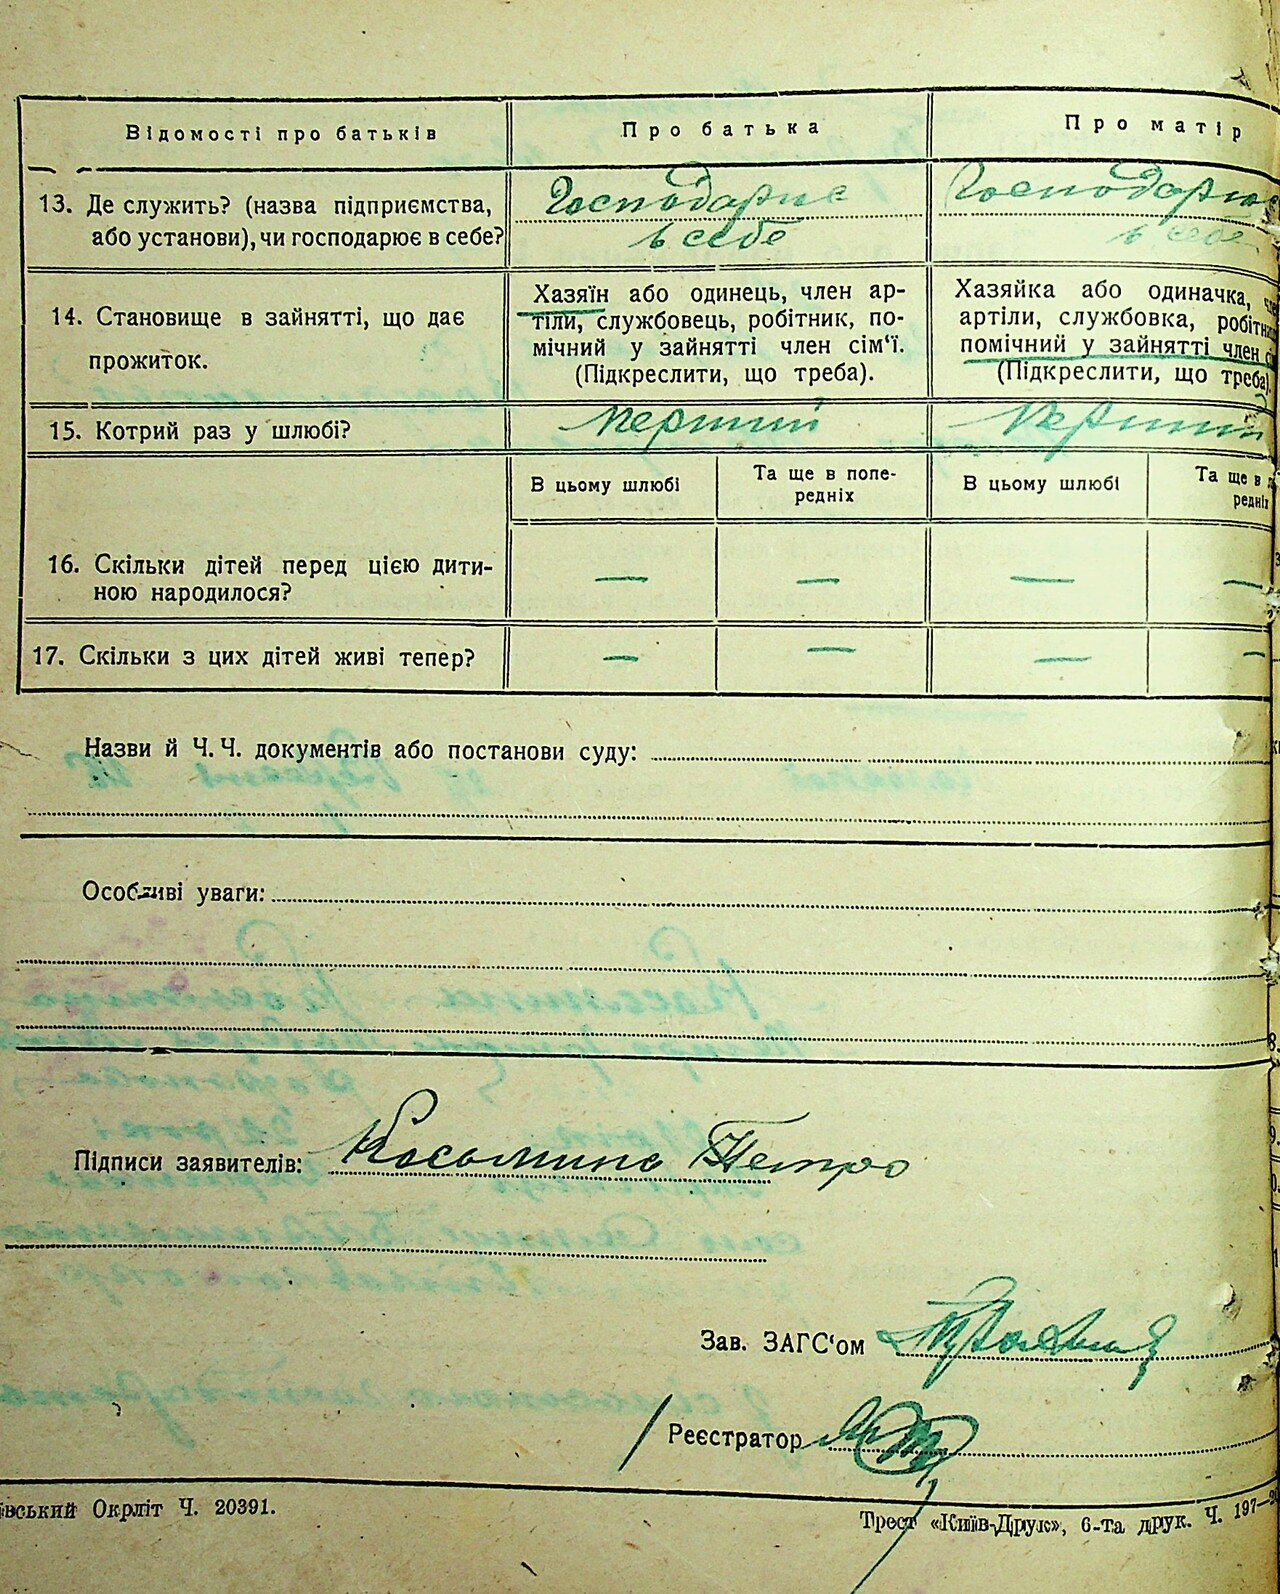 Відомості про батьків
Про батька
Про матір
13. Де служить? (назва підприємства,
або установи), чи господарює в себе?
Господарює
в себе
Господарює
в себе
14. Становище в зайнятті, що дає
прожиток.
Хазяїн або одинець, член ар-
тіли, службовець, робітник, по-
мічний у зайнятті член сім‘ї.
(Підкреслити, що треба).
Хазяйка або одиначка,
артіли, службовка,
помічний у зайнятті член
(Підкреслити, що треба).
15. Котрий раз у шлюбі?
перший
перший
В цьому шлюбі
Та ще в попе-
редніх
В цьому шлюбі
Та ще в
16. Скільки дітей перед цією дити-
ною народилося?
— — — —
17. Скільки з цих дітей живі тепер?
— — — —
Назви й Ч. Ч. документів або постанови суду:
Особливі уваги:
Підписи заявителів: Косьмина Петро
Зав. ЗАГС‘ом
Реєстратор
Окрліт Ч. 20391.
Трест «Київ-Друк», 6-та друк. Ч. 197—